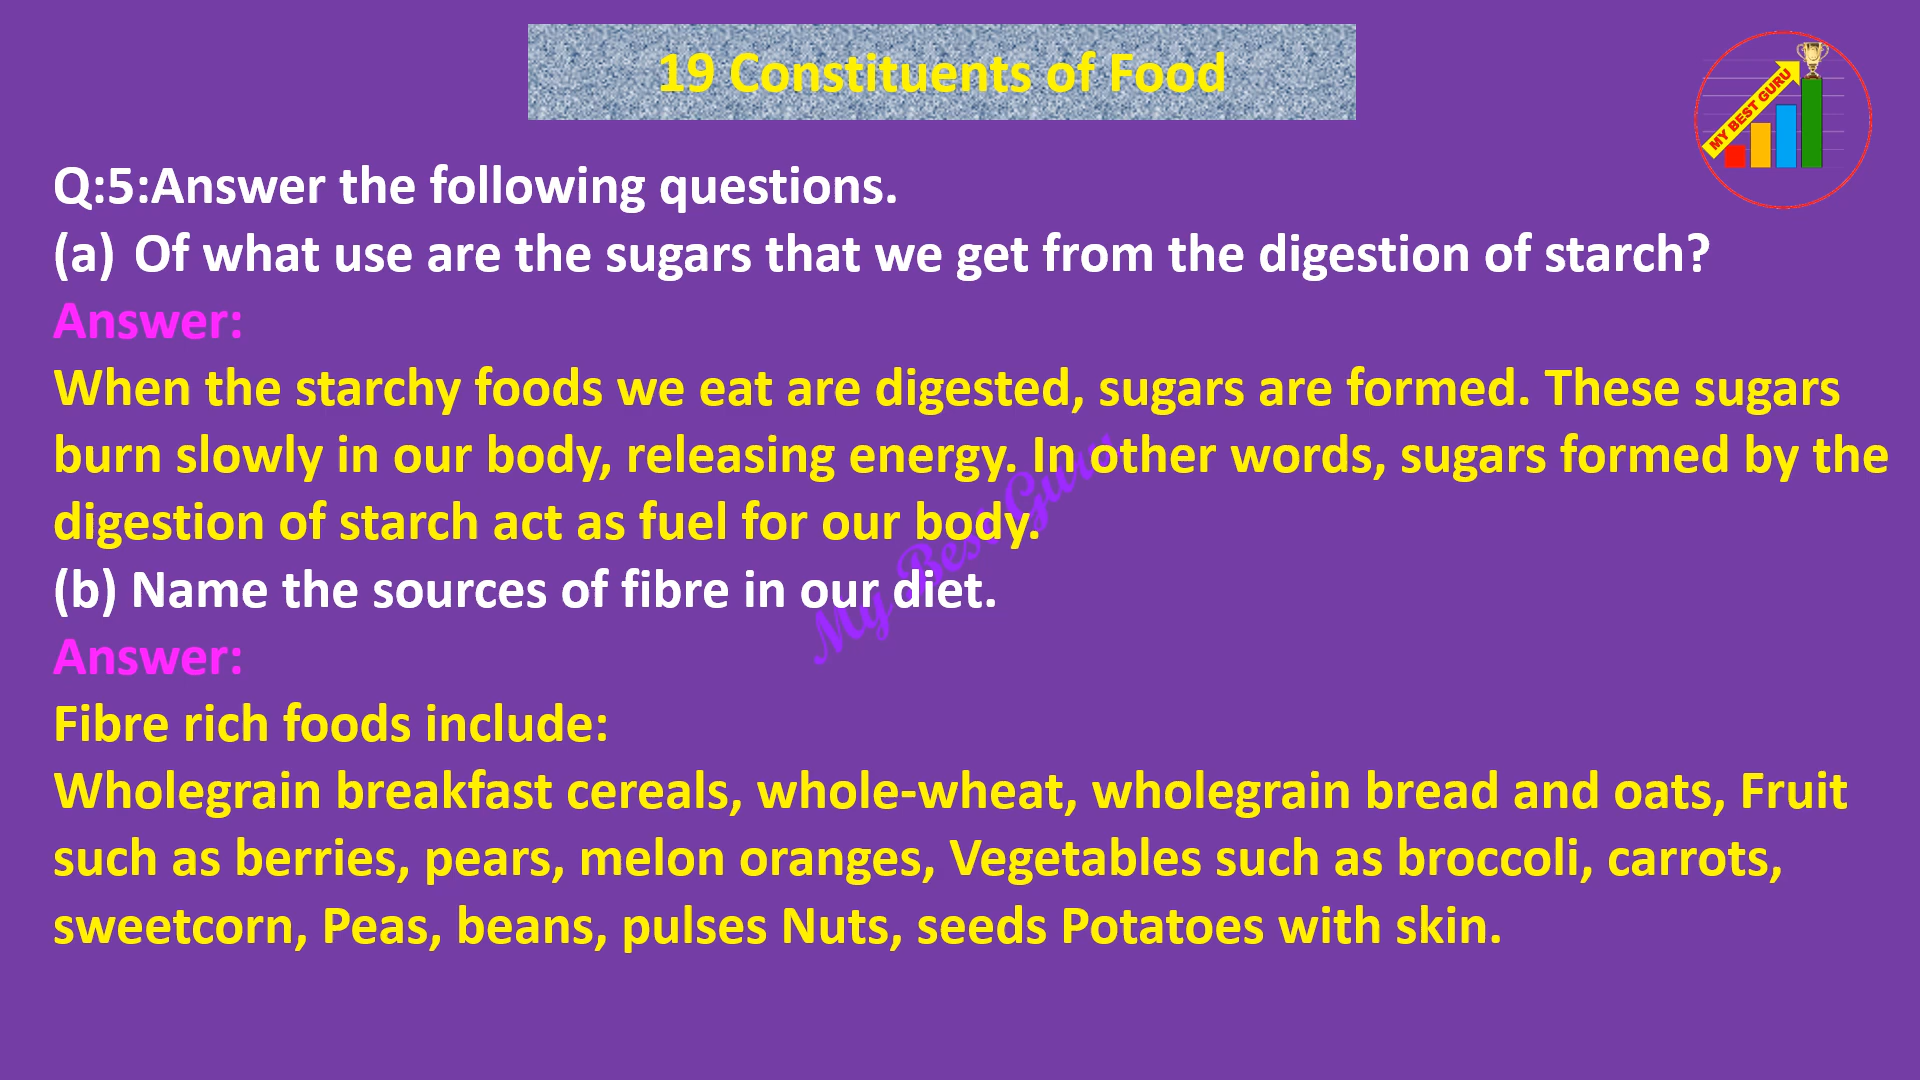 19 Constituents of Food
MY BEST GURU
Q:5:Answer the following questions.
(a) Of what use are the sugars that we get from the digestion of starch?
Answer:
When the starchy foods we eat are digested, sugars are formed. These sugars
burn slowly in our body, releasing energy. In other words, sugars formed by the
digestion of starch act as fuel for our body.
My Best Guru
(b) Name the sources of fibre in our diet.
Answer:
Fibre rich foods include:
Wholegrain breakfast cereals, whole-wheat, wholegrain bread and oats, Fruit
such as berries, pears, melon oranges, Vegetables such as broccoli, carrots,
sweetcorn, Peas, beans, pulses Nuts, seeds Potatoes with skin.